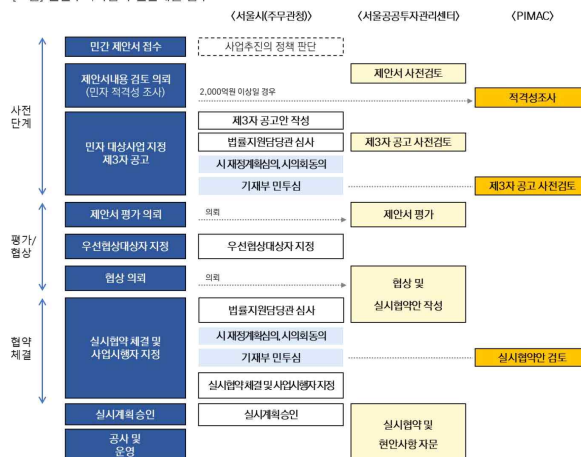 〈서울시(주무관청)〉
〈서울공공투자관리센터〉
〈PIMAC〉
민간 제안서 접수
사업추진의 정책 판단
사전
단계
제안서내용 검토 의뢰
(민자 적격성 조사)
2,000억원 이상일 경우
제안서 사전검토
적격성조사
민자 대상사업 지정
제3자 공고
제3자 공고안 작성
법률지원담당관 심사
제3자 공고 사전검토
시 재정계획심의, 시의회동의
기재부 민투심
제3자 공고 사전검토
평가/
협상
제안서 평가 의뢰
의뢰
제안서 평가
우선협상대상자 지정
우선협상대상자 지정
협상 의뢰
의뢰
협상 및
실시협약안 작성
협약
체결
실시협약 체결 및
사업시행자 지정
법률지원담당관 심사
시 재정계획심의, 시의회동의
기재부 민투심
실시협약안 검토
실시협약 체결 및 사업시행자 지정
실시계획 승인
실시계획승인
실시협약 및
현안사항 자문
공사 및
운영